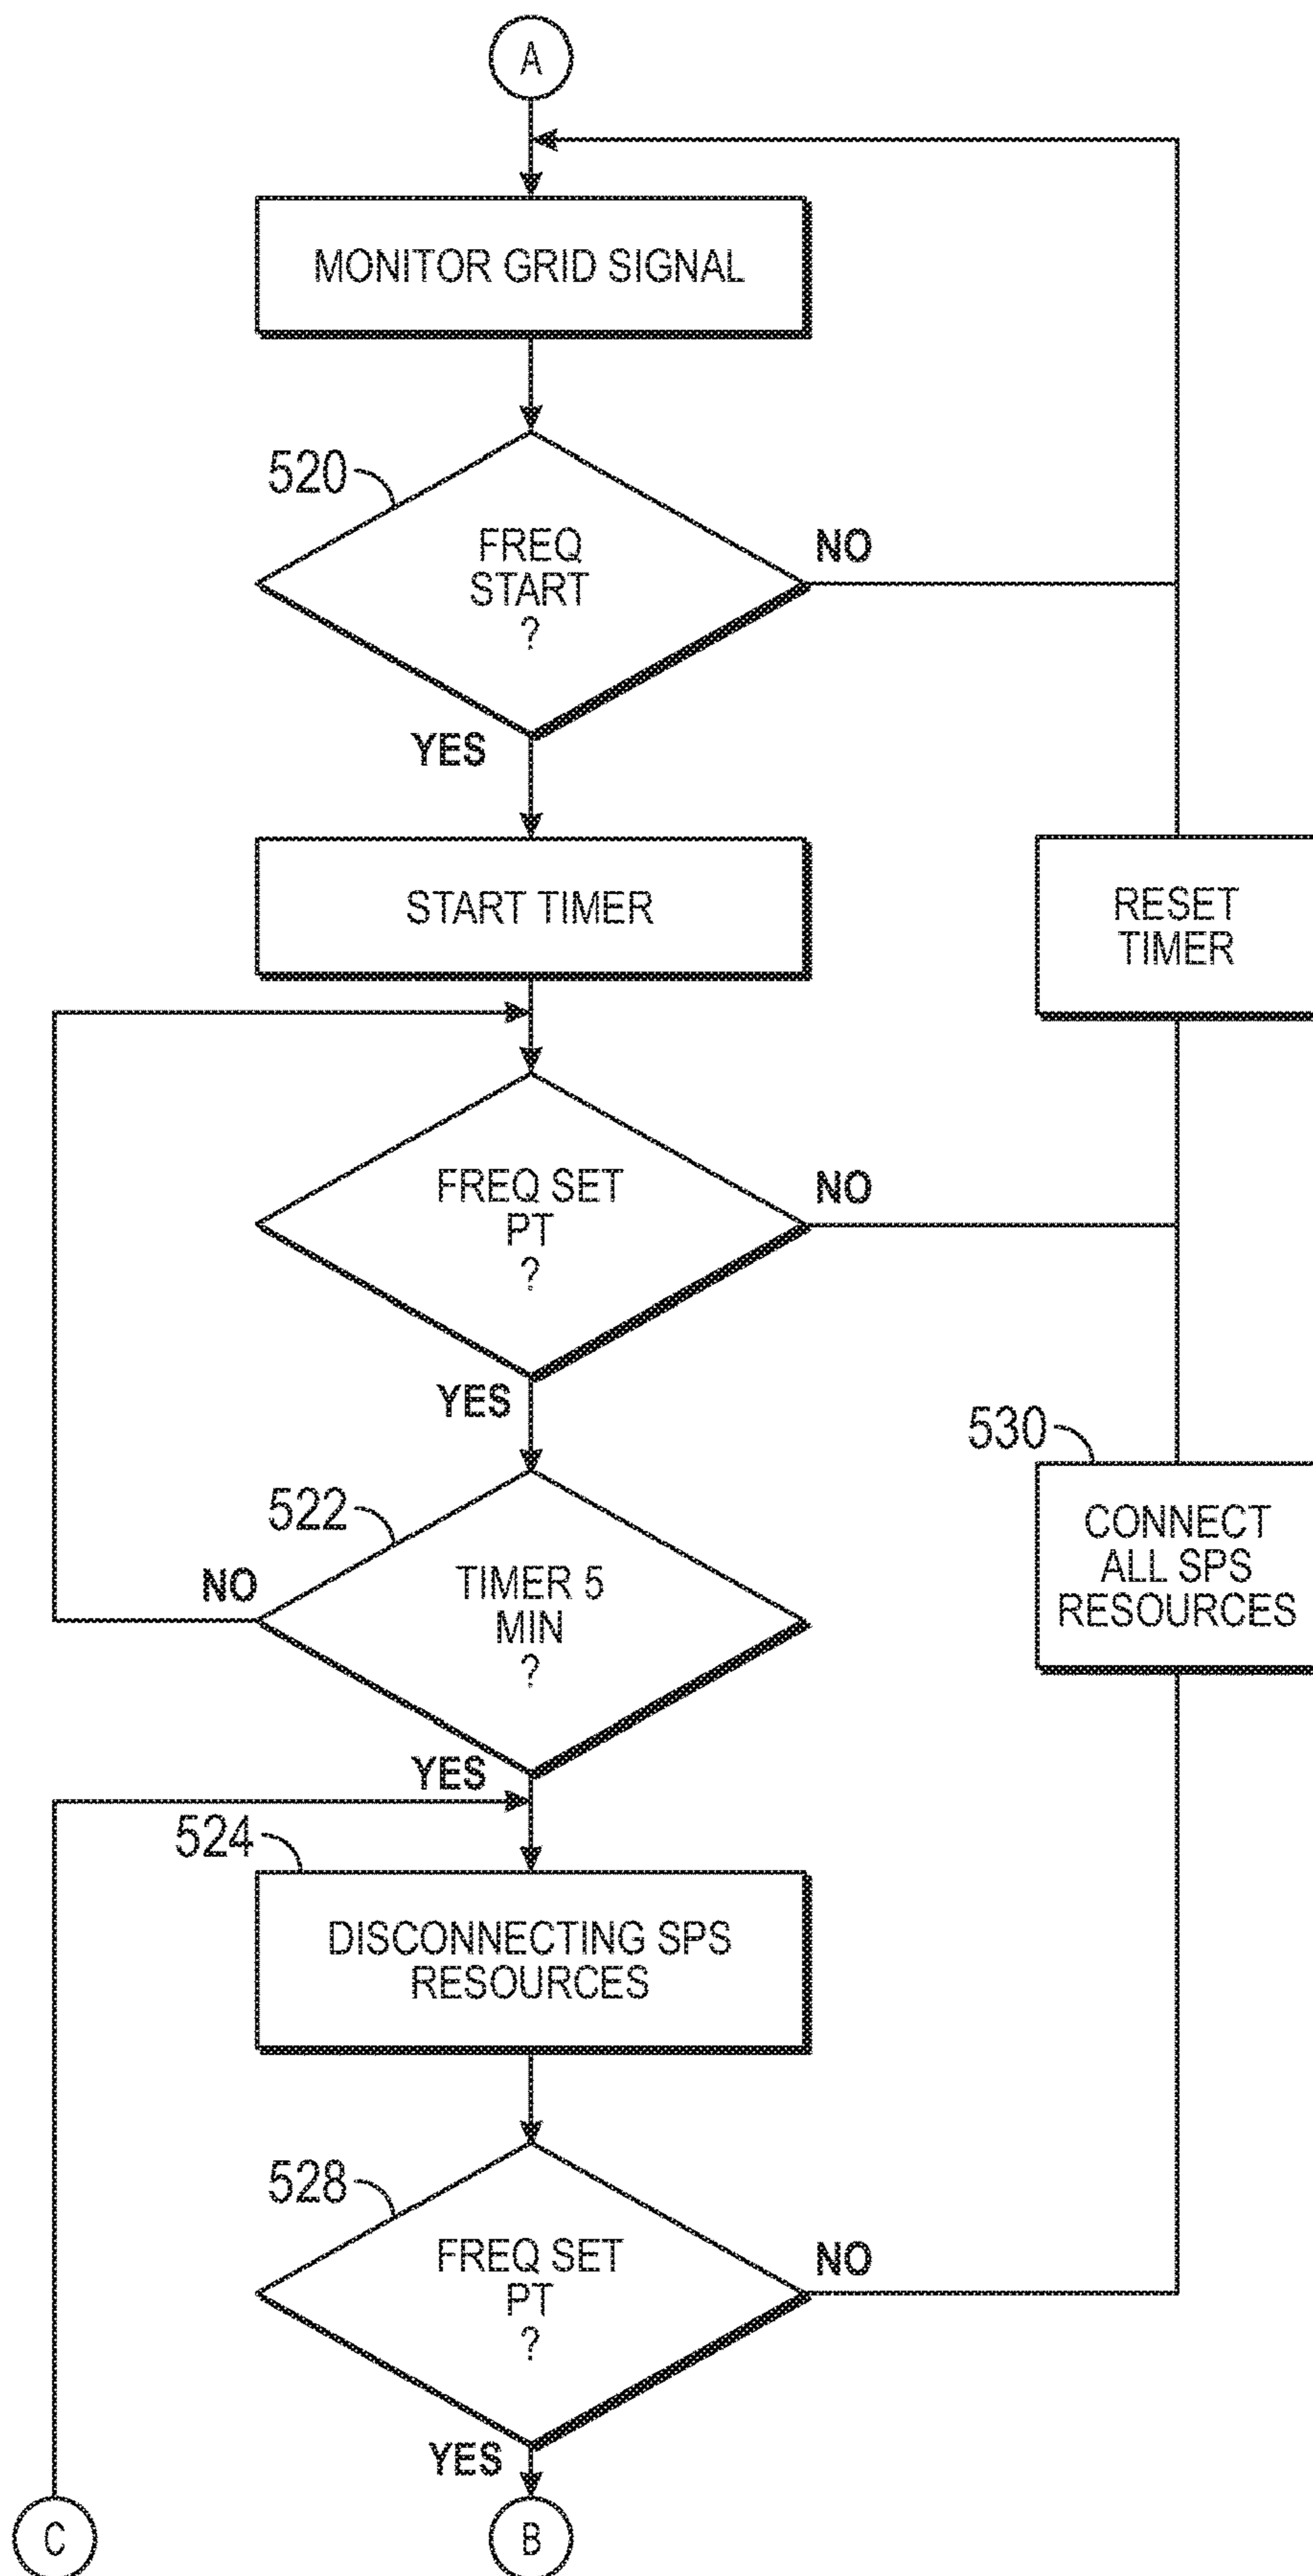 A
MONITOR GRID SIGNAL
520
FREQ
START
?
NO
YES
START TIMER
RESET
TIMER
FREQ SET
PT
?
NO
YES
530
CONNECT
ALL SPS
RESOURCES
522
TIMER 5
MIN
?
NO
YES
524
DISCONNECTING SPS
RESOURCES
528
FREQ SET
PT
?
NO
YES
C
B